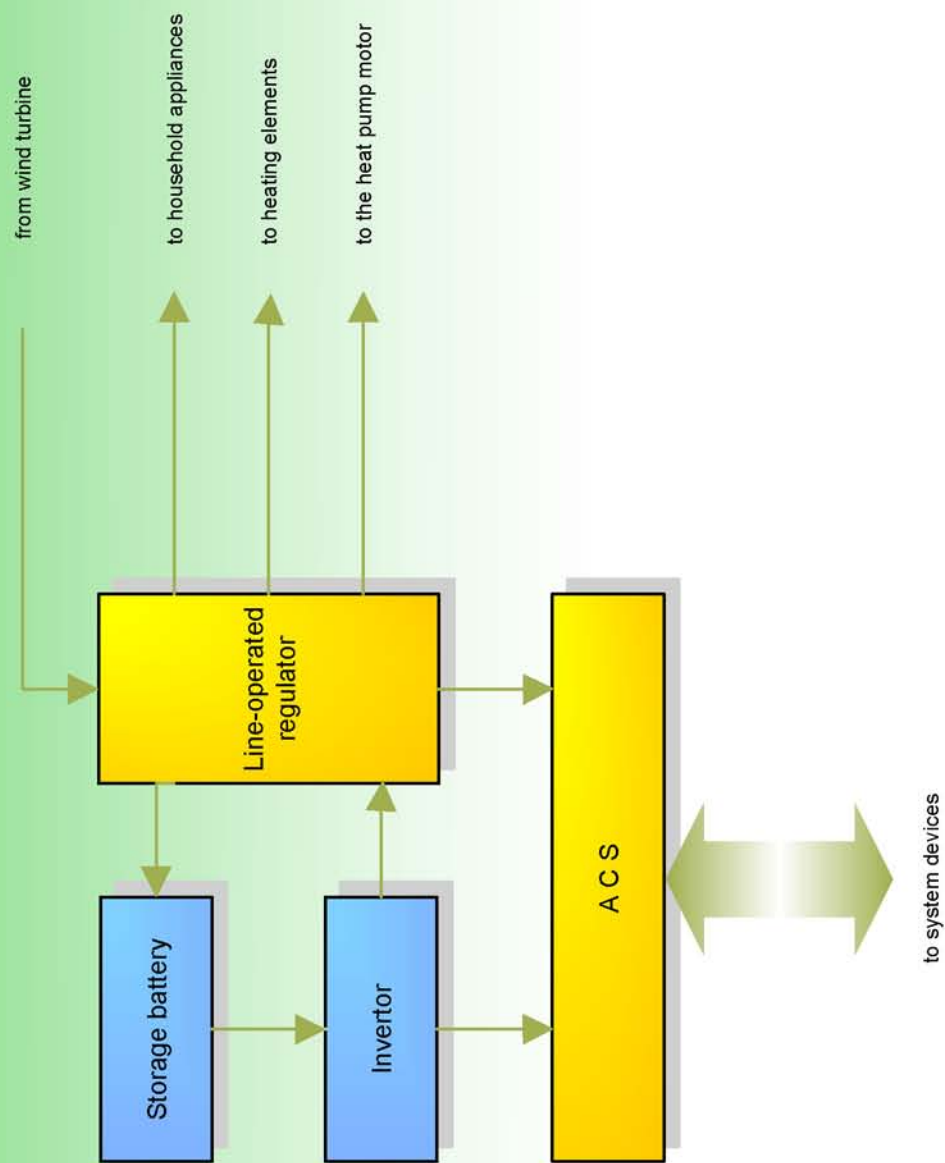 from wind turbine
to household appliances
to heating elements
to the heat pump motor
Line-operated
regulator
Storage battery
Invertor
A C S
to system devices